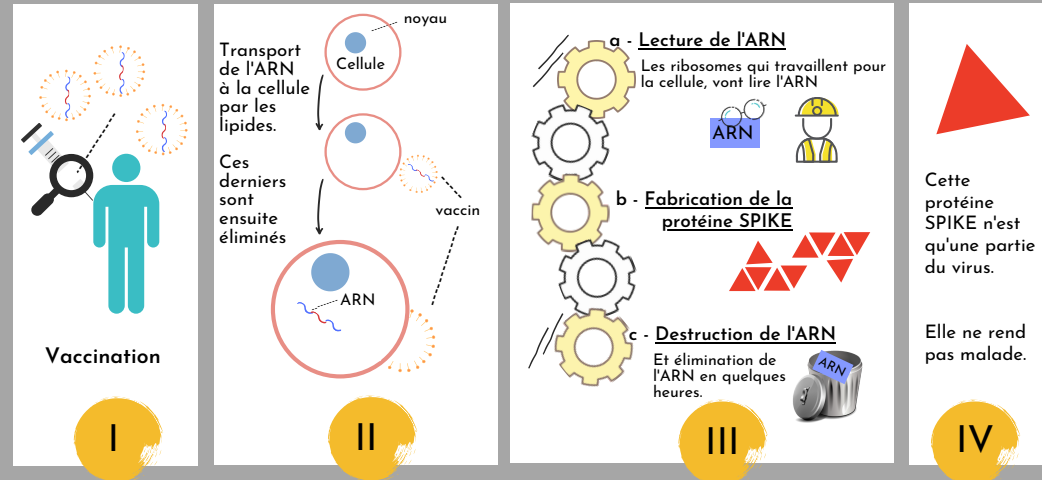 Vaccination
I
Transport
de l'ARN
à la cellule
par les
lipides.
Ces
derniers
sont
ensuite
éliminés
noyau
Cellule
vaccin
ARN
II
a - Lecture de l'ARN
Les ribosomes qui travaillent pour
la cellule, vont lire l'ARN
ARN
b - Fabrication de la
protéine SPIKE
c - Destruction de l'ARN
Et élimination de
l'ARN en quelques
heures.
ARN
III
Cette
protéine
SPIKE n'est
qu'une partie
du virus.
Elle ne rend
pas malade.
IV